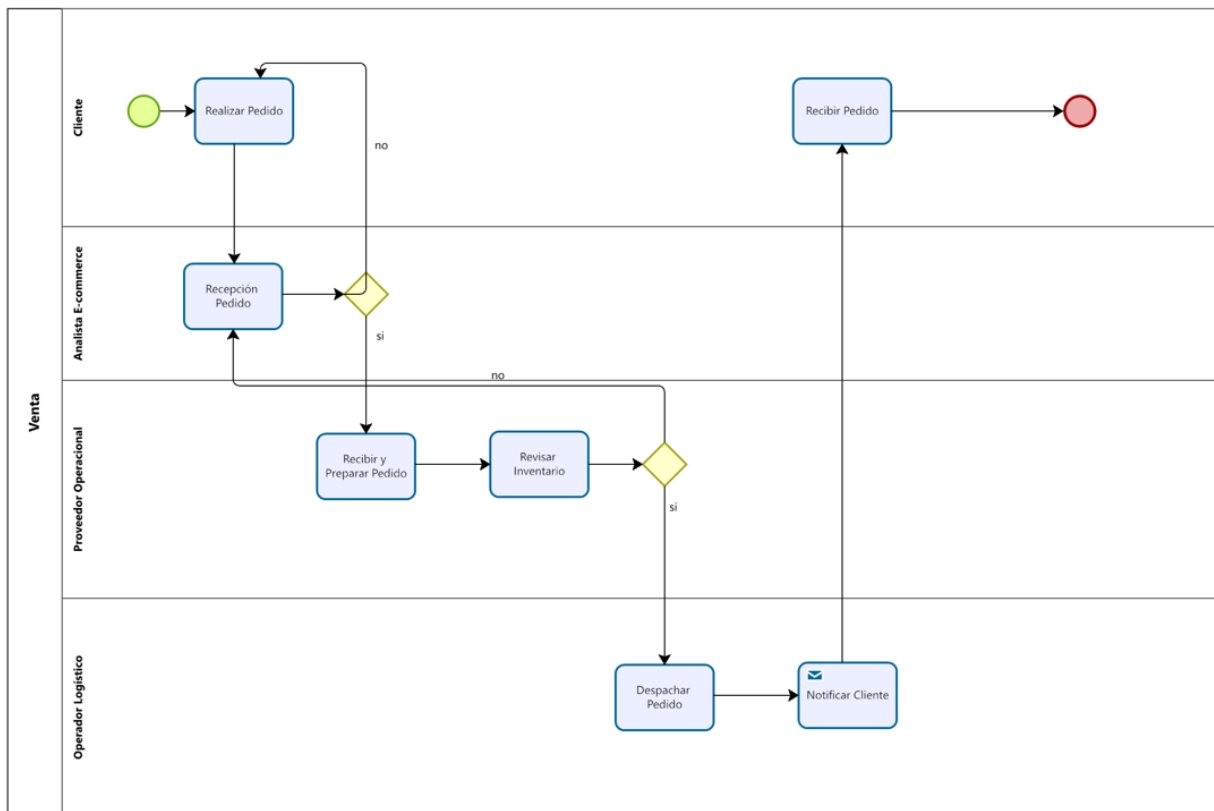 Venta
Cliente
Realizar Pedido
no
Recibir Pedido
Analista E-commerce
Recepción
Pedido
si
no
Proveedor Operacional
Recibir y
Preparar Pedido
Revisar
Inventario
si
Operador Logístico
Despachar
Pedido
Notificar Cliente